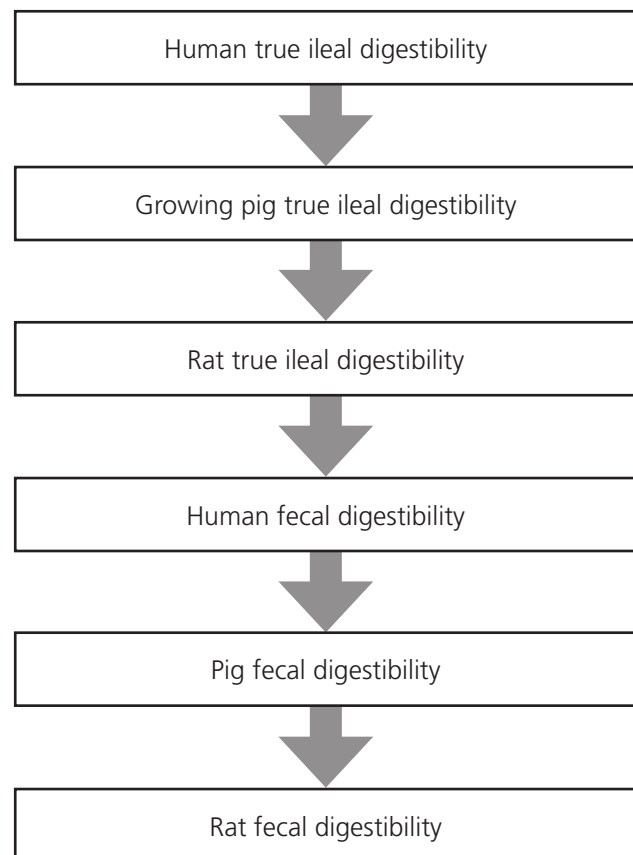 Human true ileal digestibility
Growing pig true ileal digestibility
Rat true ileal digestibility
Human fecal digestibility
Pig fecal digestibility
Rat fecal digestibility